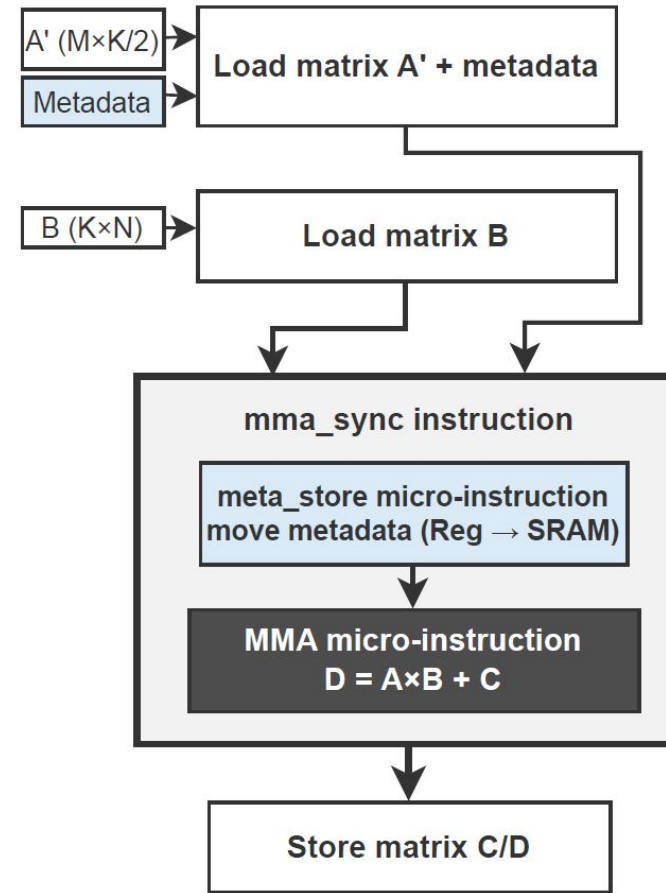 A' (M×K/2)
Load matrix A' + metadata
Metadata
B (K×N)
Load matrix B
mma_sync instruction
meta_store micro-instruction
move metadata (Reg → SRAM)
MMA micro-instruction
D = A×B + C
Store matrix C/D